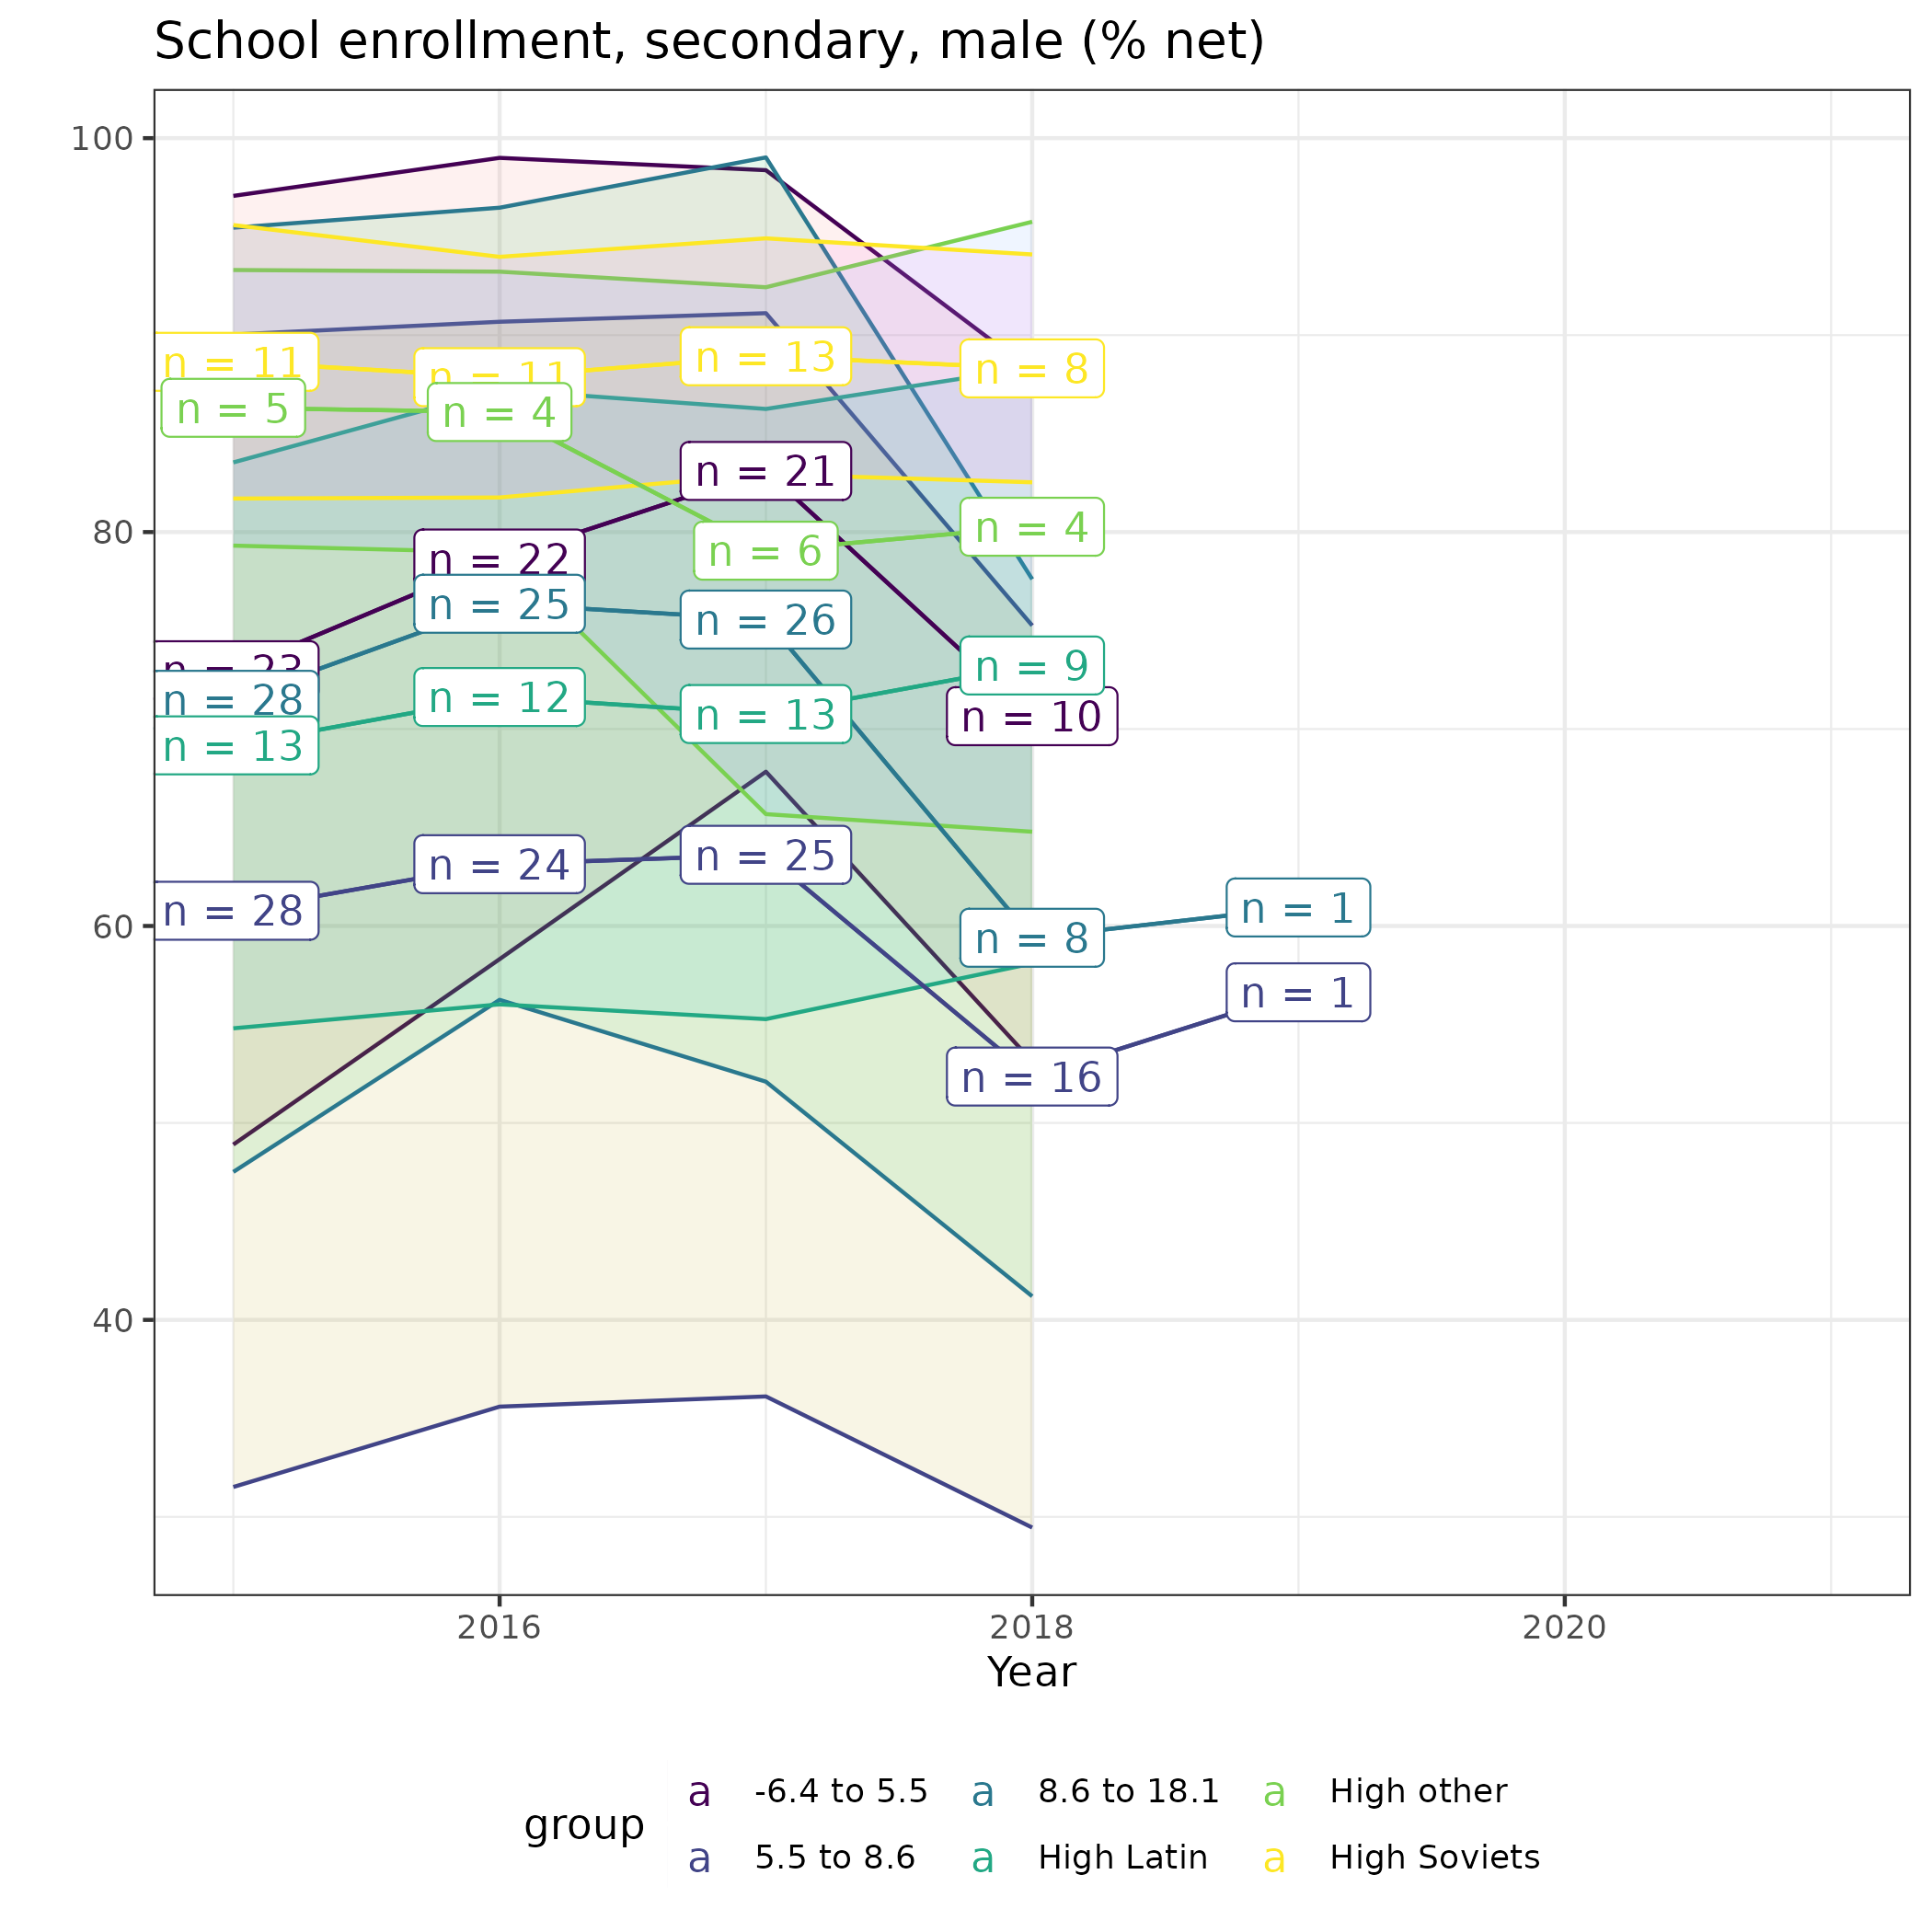 School enrollment, secondary, male (% net)
100
80
60
40
n = 11
n = 11
n = 13
n = 8
n = 5
n = 4
n = 21
n = 6
n = 4
n = 22
n = 25
n = 26
n = 23
n = 28
n = 13
n = 12
n = 13
n = 9
n = 10
n = 28
n = 24
n = 25
n = 8
n = 1
n = 16
n = 1
2016
2018
2020
Year
group
a -6.4 to 5.5
a 8.6 to 18.1
a High other
a 5.5 to 8.6
a High Latin
a High Soviets